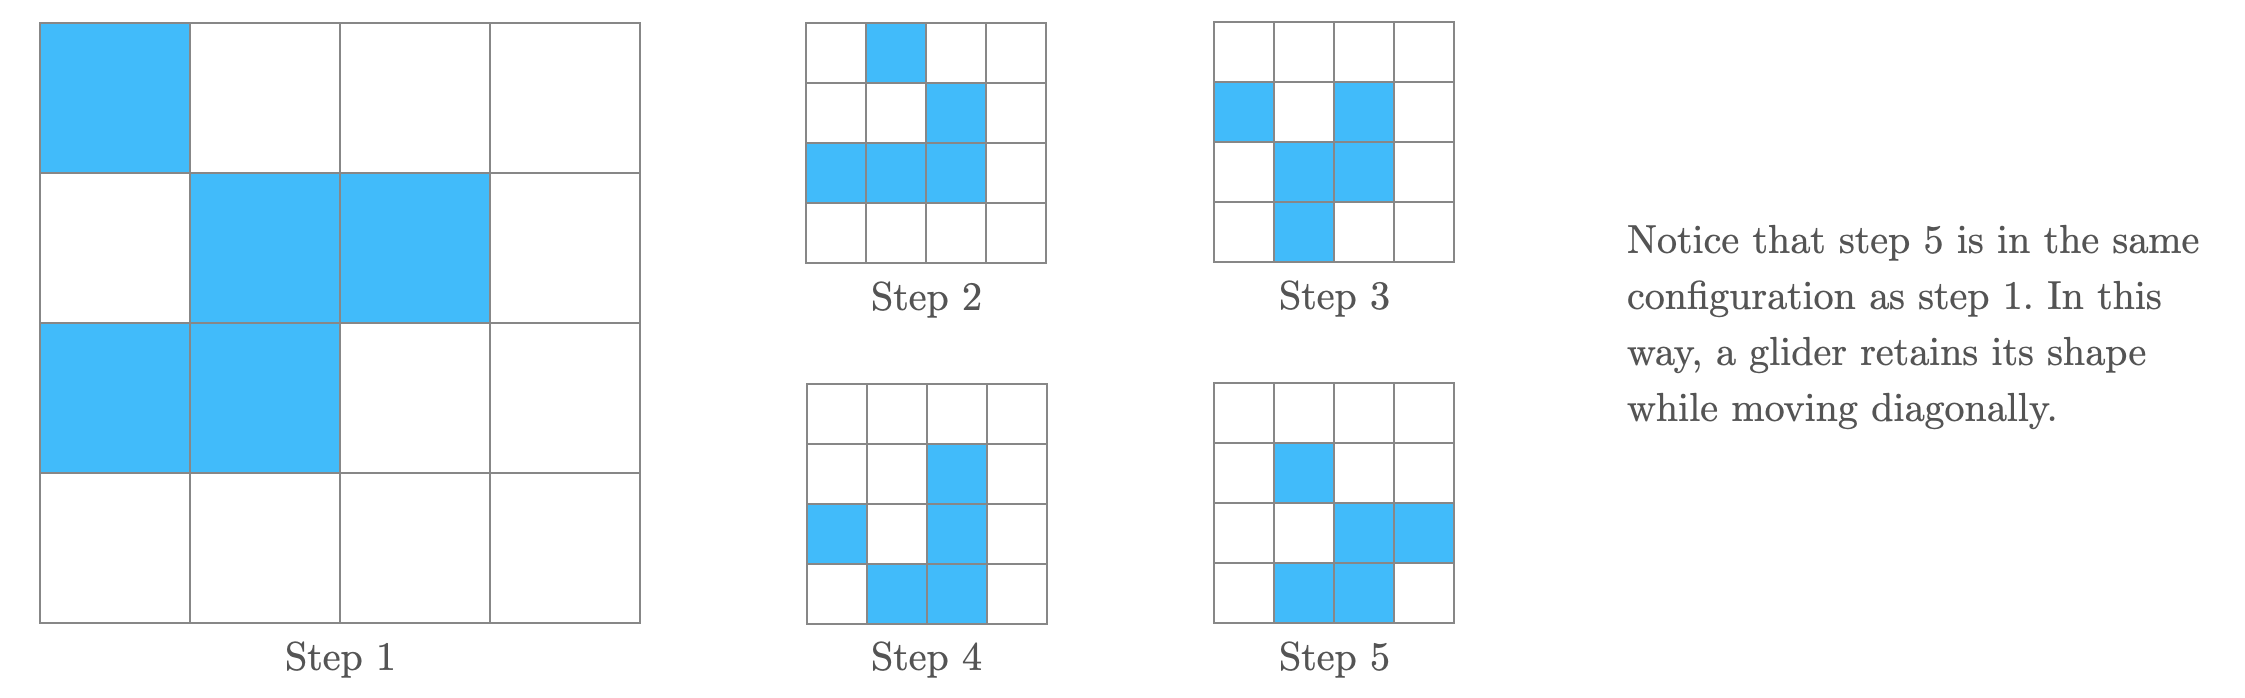 Step 1
Step 2
Step 3
Step 4
Step 5
Notice that step 5 is in the same
configuration as step 1. In this
way, a glider retains its shape
while moving diagonally.